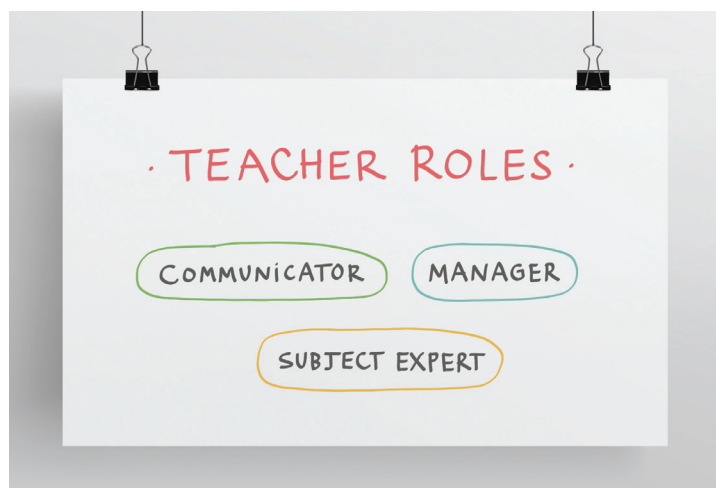 · TEACHER ROLES ·
COMMUNICATOR MANAGER
SUBJECT EXPERT